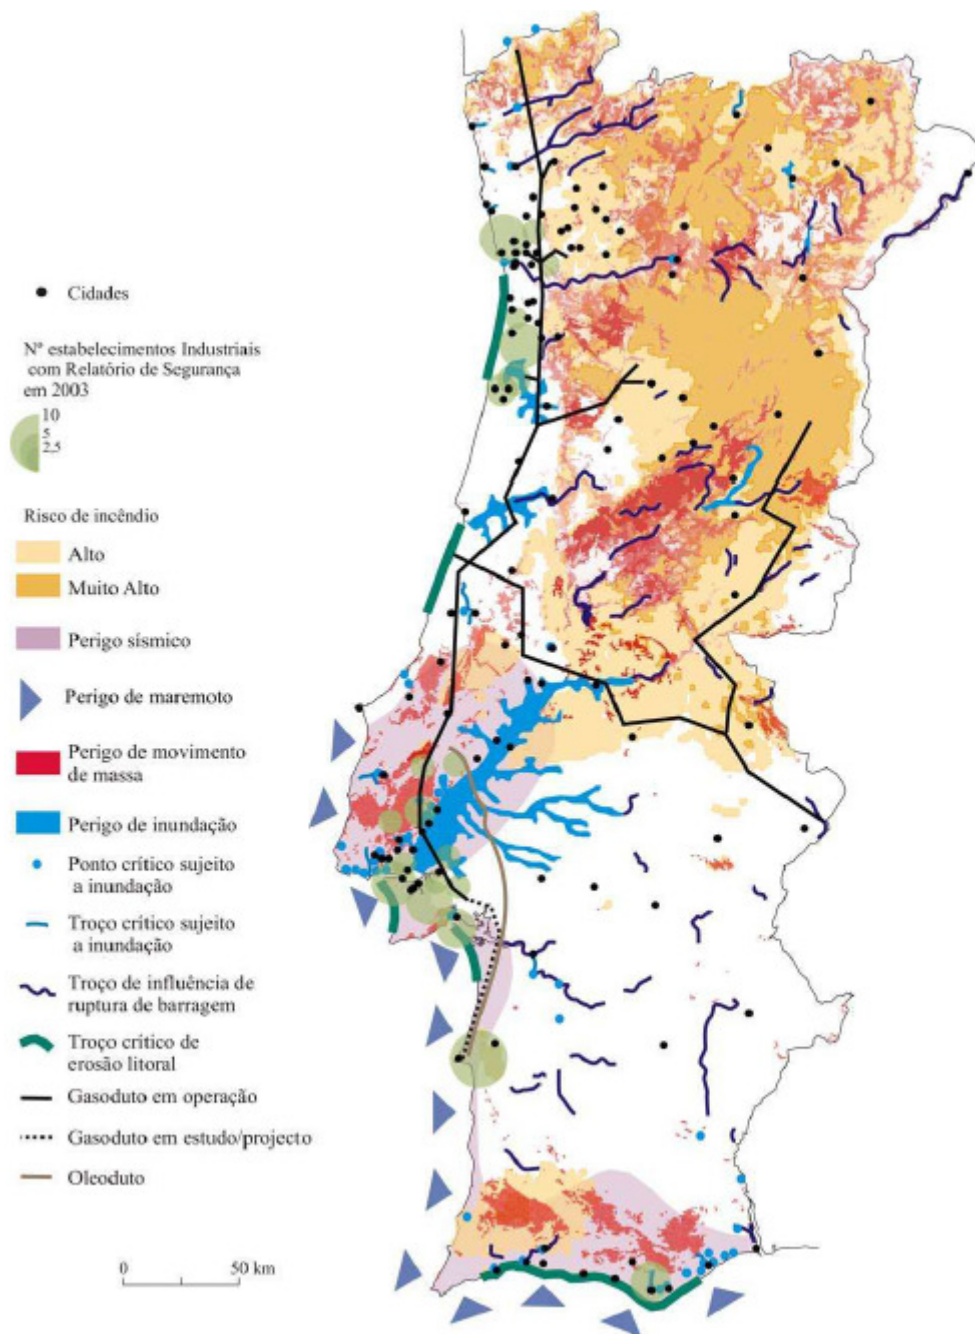 Cidades
Nº estabelecimentos Industriais
com Relatório de Segurança
em 2003
10
5
2,5
Risco de incêndio
Alto
Muito Alto
Perigo sísmico
Perigo de maremoto
Perigo de movimento
de massa
Perigo de inundação
Ponto crítico sujeito
a inundação
Troço crítico sujeito
a inundação
Troço de influência de
ruptura de barragem
Troço crítico de
erosão litoral
Gasoduto em operação
Gasoduto em estudo/projecto
Oleoduto
0 50 km